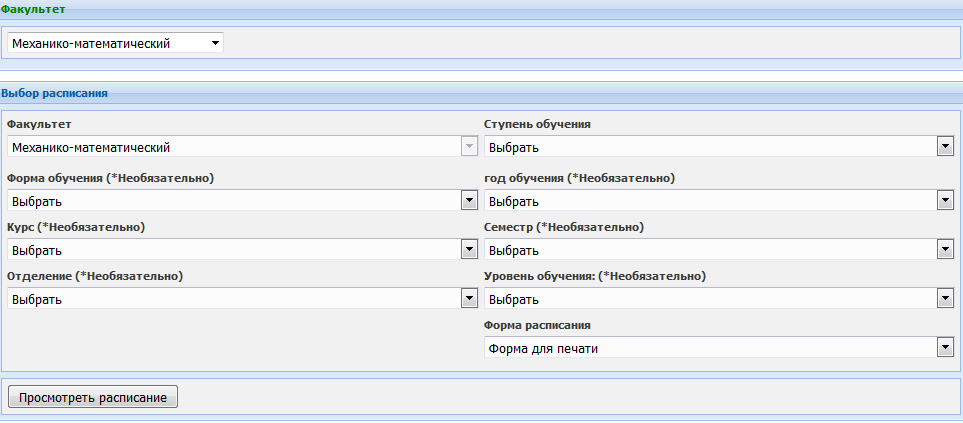 Факультет
Механико-математический
Выбор расписания
Факультет
Ступень обучения
Механико-математический
Выбрать
Форма обучения (*Необязательно)
год обучения (*Необязательно)
Выбрать
Выбрать
Курс (*Необязательно)
Семестр (*Необязательно)
Выбрать
Выбрать
Отделение (*Необязательно)
Уровень обучения: (*Необязательно)
Выбрать
Выбрать
Форма расписания
Форма для печати
Просмотреть расписание